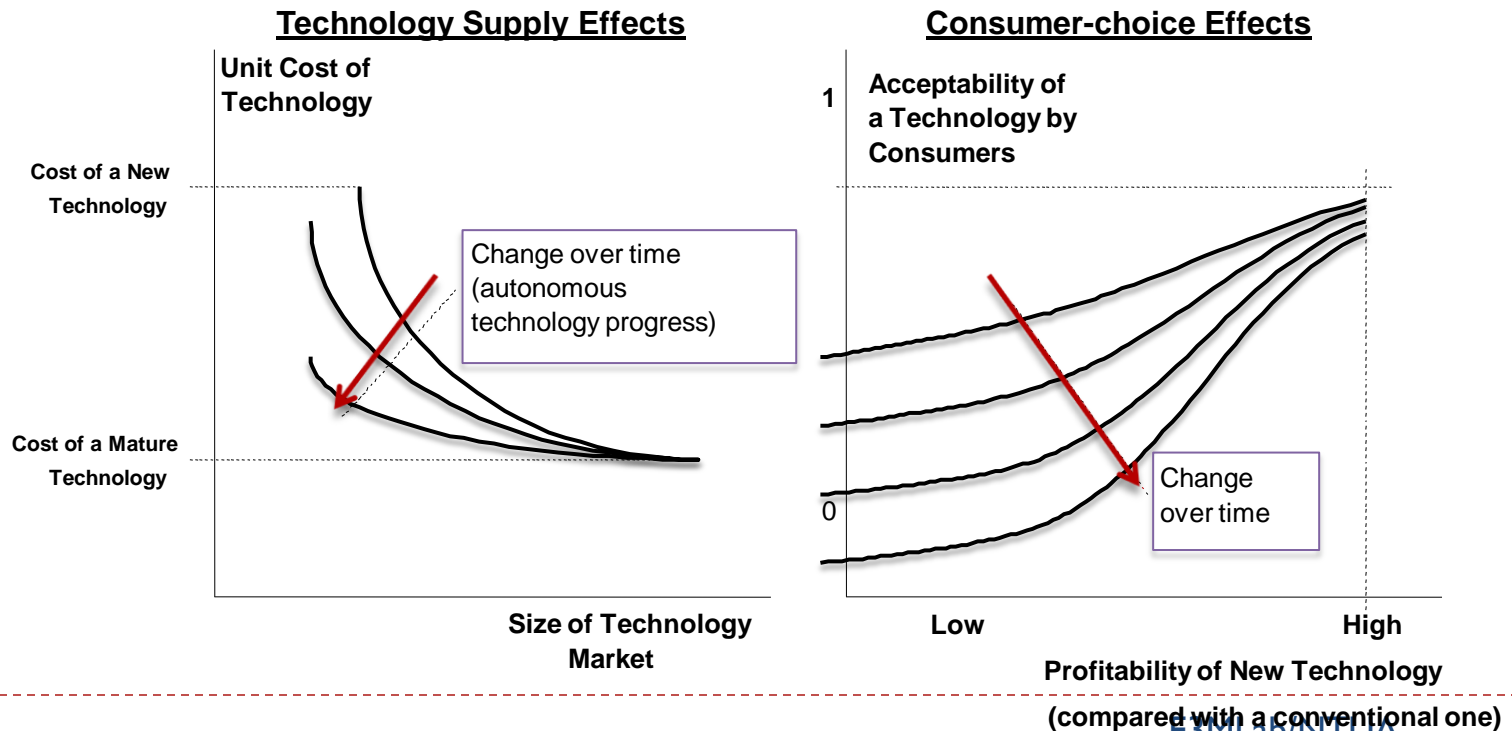 Technology Supply Effects
Unit Cost of
Technology
Cost of a New
Technology
Change over time
(autonomous
technology progress)
Cost of a Mature
Technology
Size of Technology
Market
Consumer-choice Effects
1
Acceptability of
a Technology by
Consumers
0
Change
over time
Low
High
Profitability of New Technology
(compared with a conventional one)